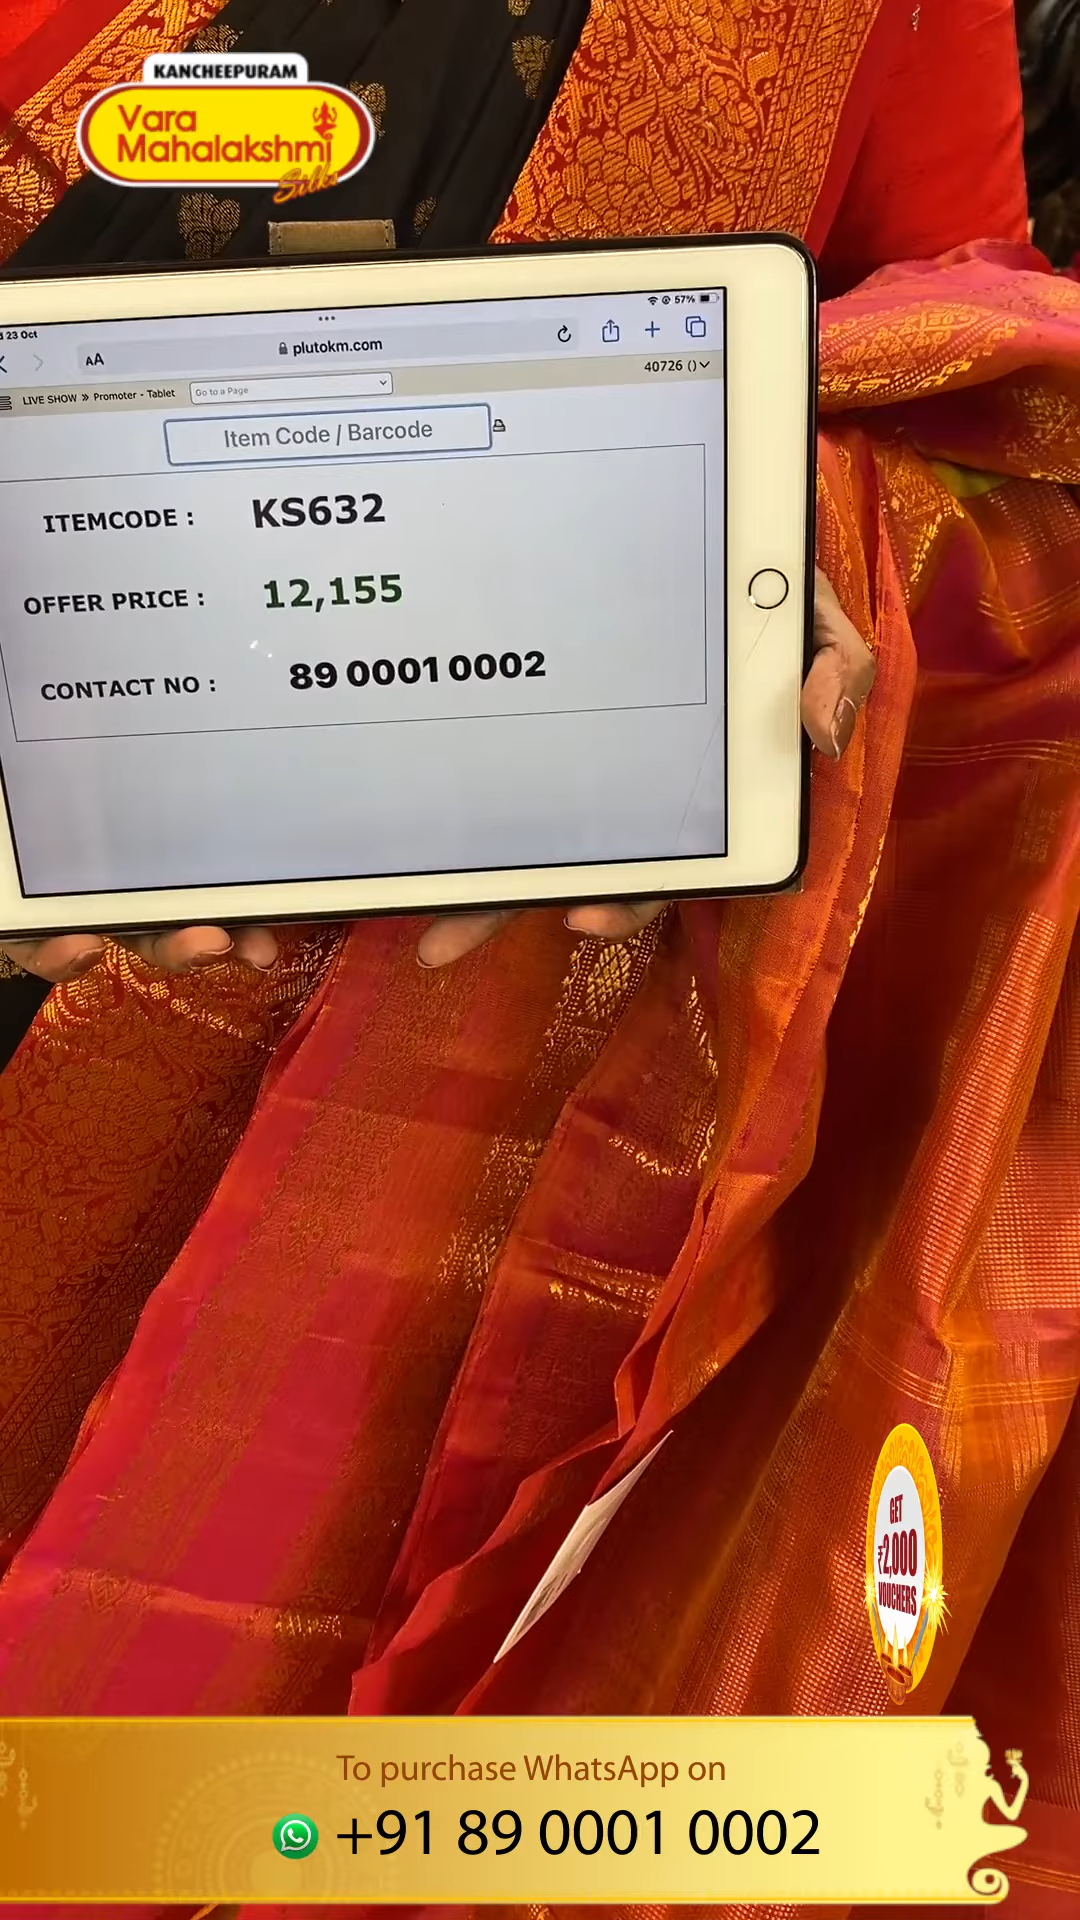 KANCHEEPURAM
Vara
Mahalakshmi
Silks
23 Oct
57%
AA
plutokm.com
LIVE SHOW » Promoter - Tablet
Go to a Page
40726 ()
Item Code / Barcode
ITEMCODE : KS632
OFFER PRICE : 12,155
CONTACT NO : 89 0001 0002
GET
₹2,000
VOUCHERS
To purchase WhatsApp on
+91 89 0001 0002